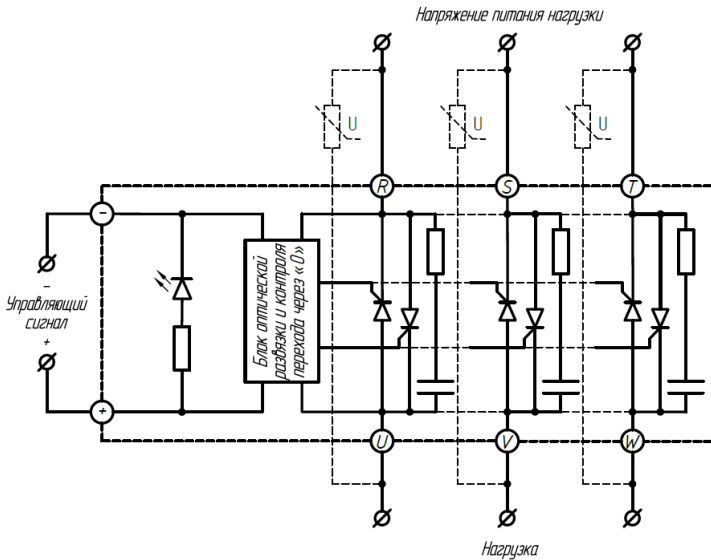 Напряжение питания нагрузки
U
U
U
R
S
T
-
-
Управляющий
сигнал
+
+
Блок оптической
развязки и контроля
перехода через «0»
U
V
W
Нагрузка